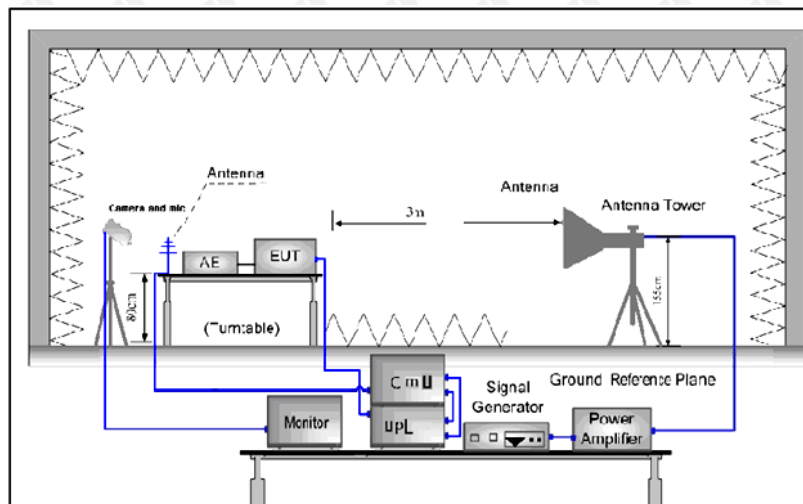 Antenna
Camera and mic
3m
Antenna
Antenna Tower
AE
EUT
80cm
(Turntable)
155cm
Cmu
Signal
Generator
Ground Reference Plane
Monitor
upL
Power
Amplifier